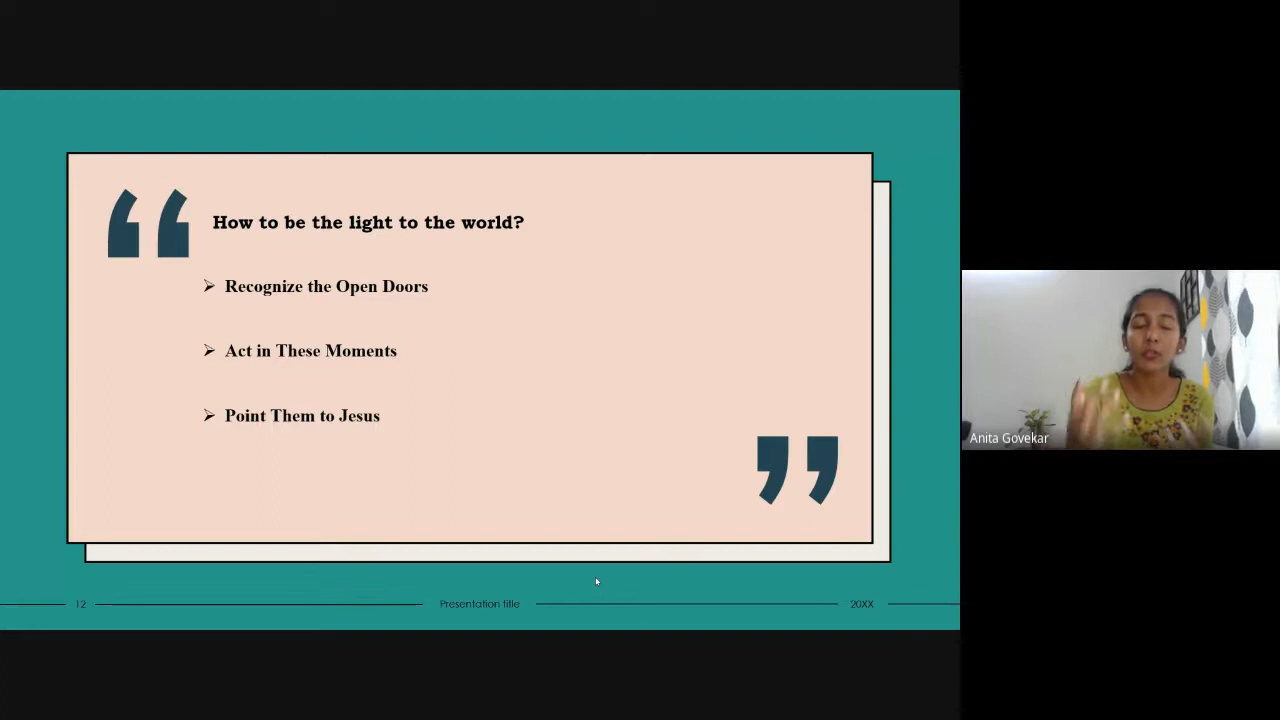 How to be the light to the world?
➢ Recognize the Open Doors
➢ Act in These Moments
➢ Point Them to Jesus
12
Presentation title
20XX
Anita Govekar